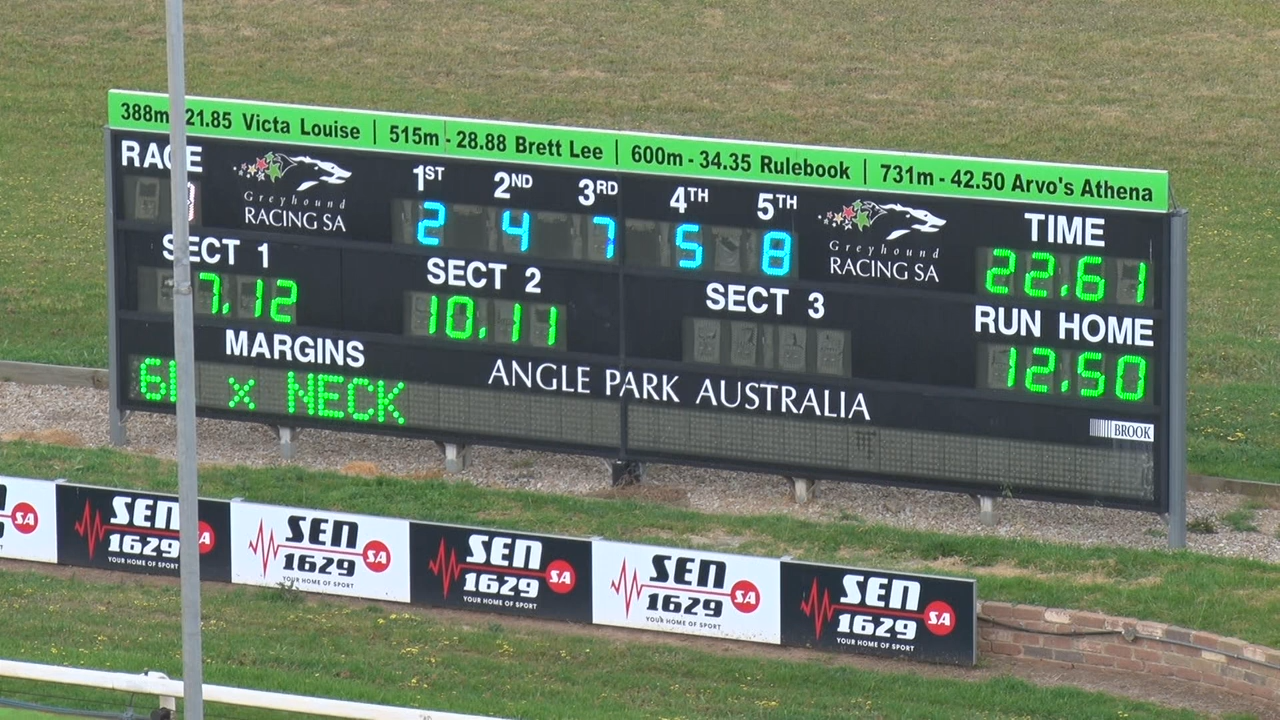 388m 21.85 Victa Louise | 515m - 28.88 Brett Lee | 600m - 34.35 Rulebook | 731m - 42.50 Arvo's Athena
RACE
Greyhound
RACING SA
1ST 2ND 3RD 4TH 5TH
2 4 7 5 8
Greyhound
RACING SA
TIME
22.61
SECT 1
7.12
SECT 2
10.11
SECT 3
RUN HOME
12.50
MARGINS
x NECK
ANGLE PARK AUSTRALIA
BROOK
SA
SEN
1629
SA
YOUR HOME OF SPORT
SEN
1629
SA
YOUR HOME OF SPORT
SEN
1629
SA
YOUR HOME OF SPORT
SEN
1629
SA
YOUR HOME OF SPORT
SEN
1629
SA
YOUR HOME OF SPORT